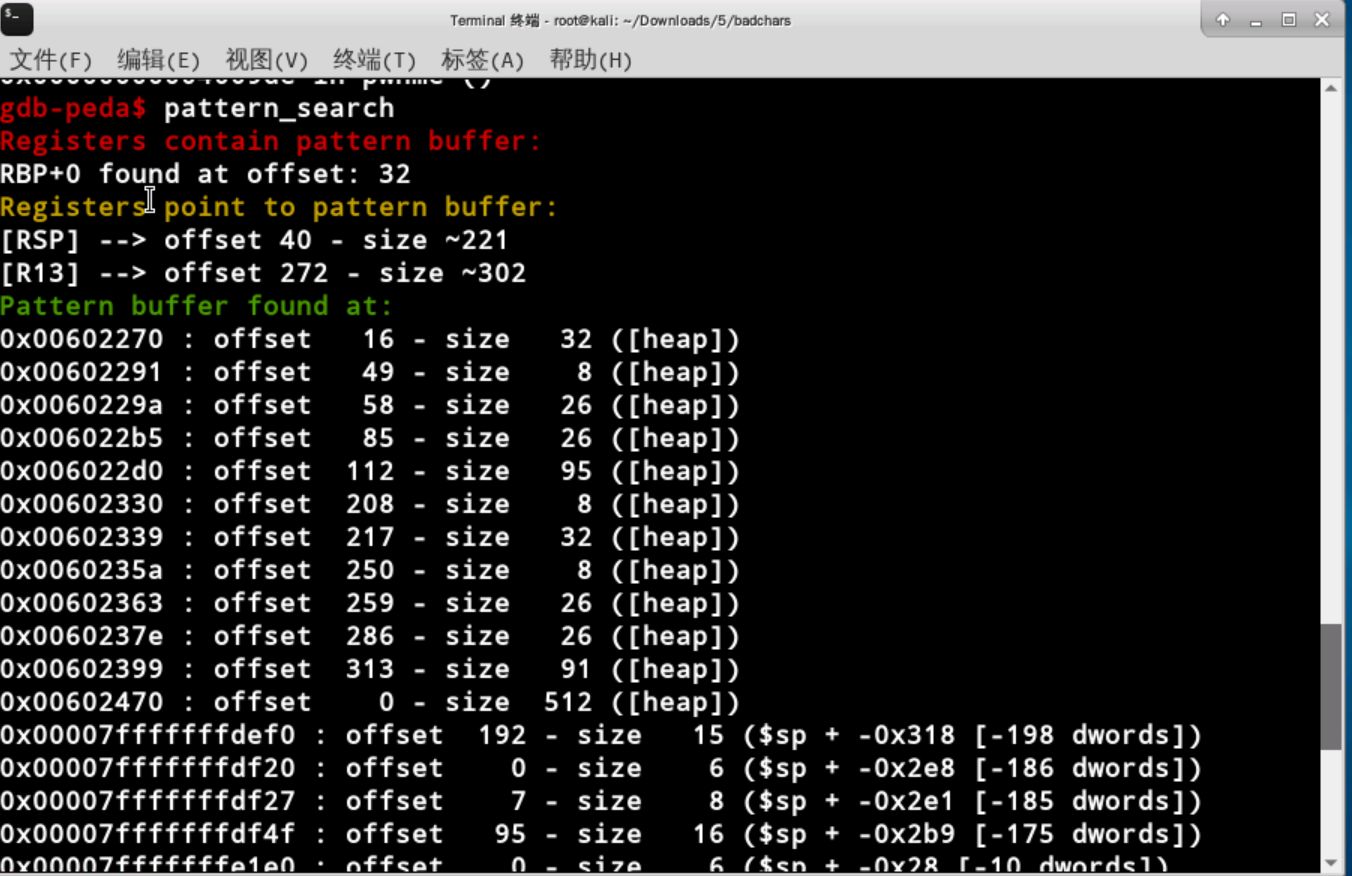 Terminal 终端 - root@kali: ~/Downloads/5/badchars
文件(F) 编辑(E) 视图(V) 终端(T) 标签(A) 帮助(H)
in pwnme ()
gdb-peda$ pattern_search
Registers contain pattern buffer:
RBP+0 found at offset: 32
Registers point to pattern buffer:
[RSP] --> offset 40 - size ~221
[R13] --> offset 272 - size ~302
Pattern buffer found at:
0x00602270 : offset   16 - size   32 ([heap])
0x00602291 : offset   49 - size    8 ([heap])
0x0060229a : offset   58 - size   26 ([heap])
0x006022b5 : offset   85 - size   26 ([heap])
0x006022d0 : offset  112 - size   95 ([heap])
0x00602330 : offset  208 - size    8 ([heap])
0x00602339 : offset  217 - size   32 ([heap])
0x0060235a : offset  250 - size    8 ([heap])
0x00602363 : offset  259 - size   26 ([heap])
0x0060237e : offset  286 - size   26 ([heap])
0x00602399 : offset  313 - size   91 ([heap])
0x00602470 : offset    0 - size  512 ([heap])
0x00007fffffffdef0 : offset  192 - size   15 ($sp + -0x318 [-198 dwords])
0x00007fffffffdf20 : offset    0 - size    6 ($sp + -0x2e8 [-186 dwords])
0x00007fffffffdf27 : offset    7 - size    8 ($sp + -0x2e1 [-185 dwords])
0x00007fffffffdf4f : offset   95 - size   16 ($sp + -0x2b9 [-175 dwords])
0x00007fffffffe1e0 : offset    0 - size    6 ($sp + -0x28 [-10 dwords])